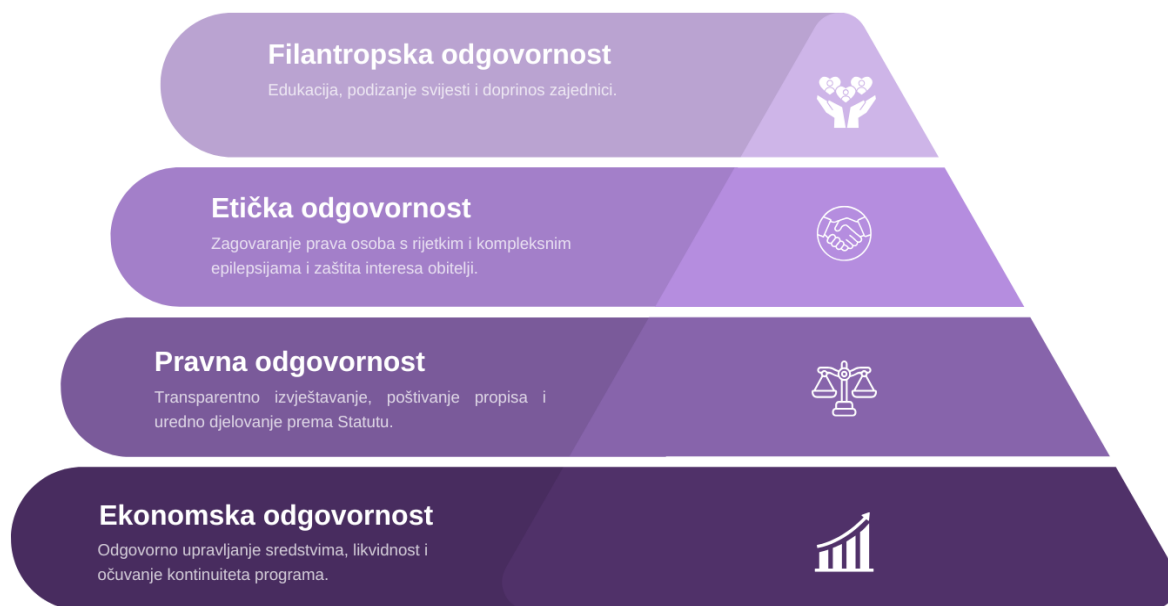 Filantropska odgovornost
Edukacija, podizanje svijesti i doprinos zajednici.
Etička odgovornost
Zagovaranje prava osoba s rijetkim i kompleksnim
epilepsijama i zaštita interesa obitelji.
Pravna odgovornost
Transparentno izvještavanje, poštivanje propisa i
uredno djelovanje prema Statutu.
Ekonomska odgovornost
Odgovorno upravljanje sredstvima, likvidnost i
očuvanje kontinuiteta programa.